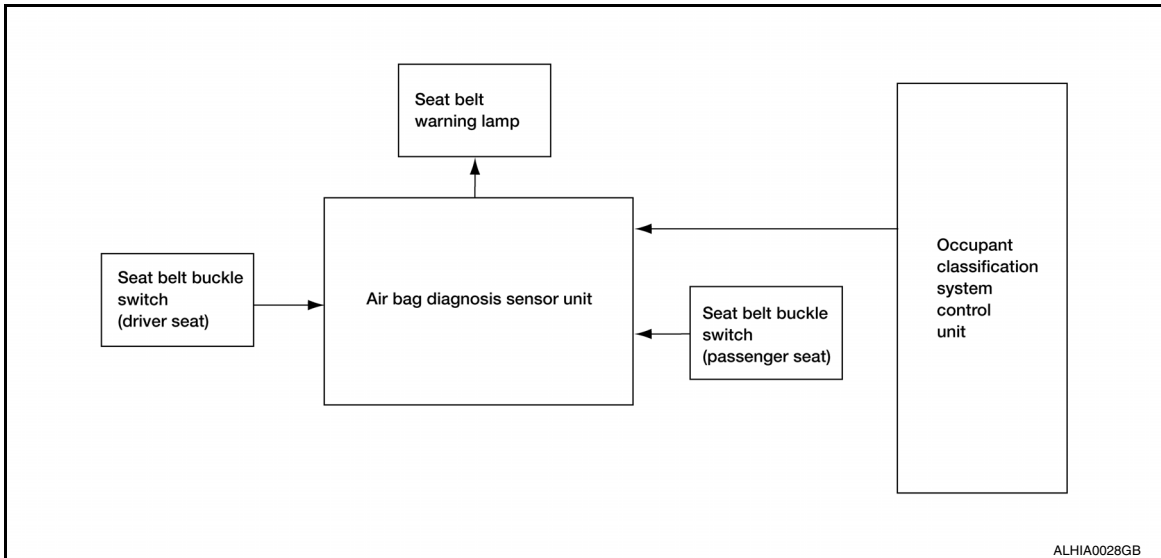 Seat belt
warning lamp
Seat belt buckle
switch
(driver seat)
Air bag diagnosis sensor unit
Seat belt buckle
switch
(passenger seat)
Occupant
classification
system
control
unit
ALHIA0028GB